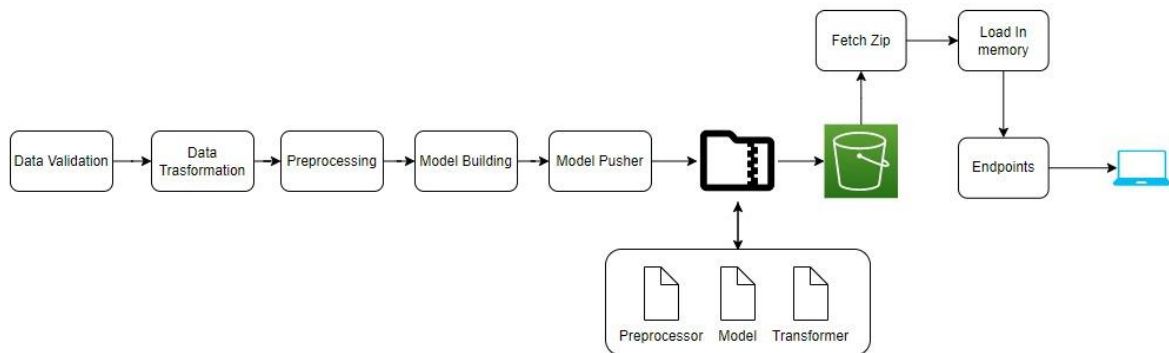 Fetch Zip
Load In
memory
Data Validation
Data
Trasformation
Preprocessing
Model Building
Model Pusher
Endpoints
Preprocessor
Model
Transformer